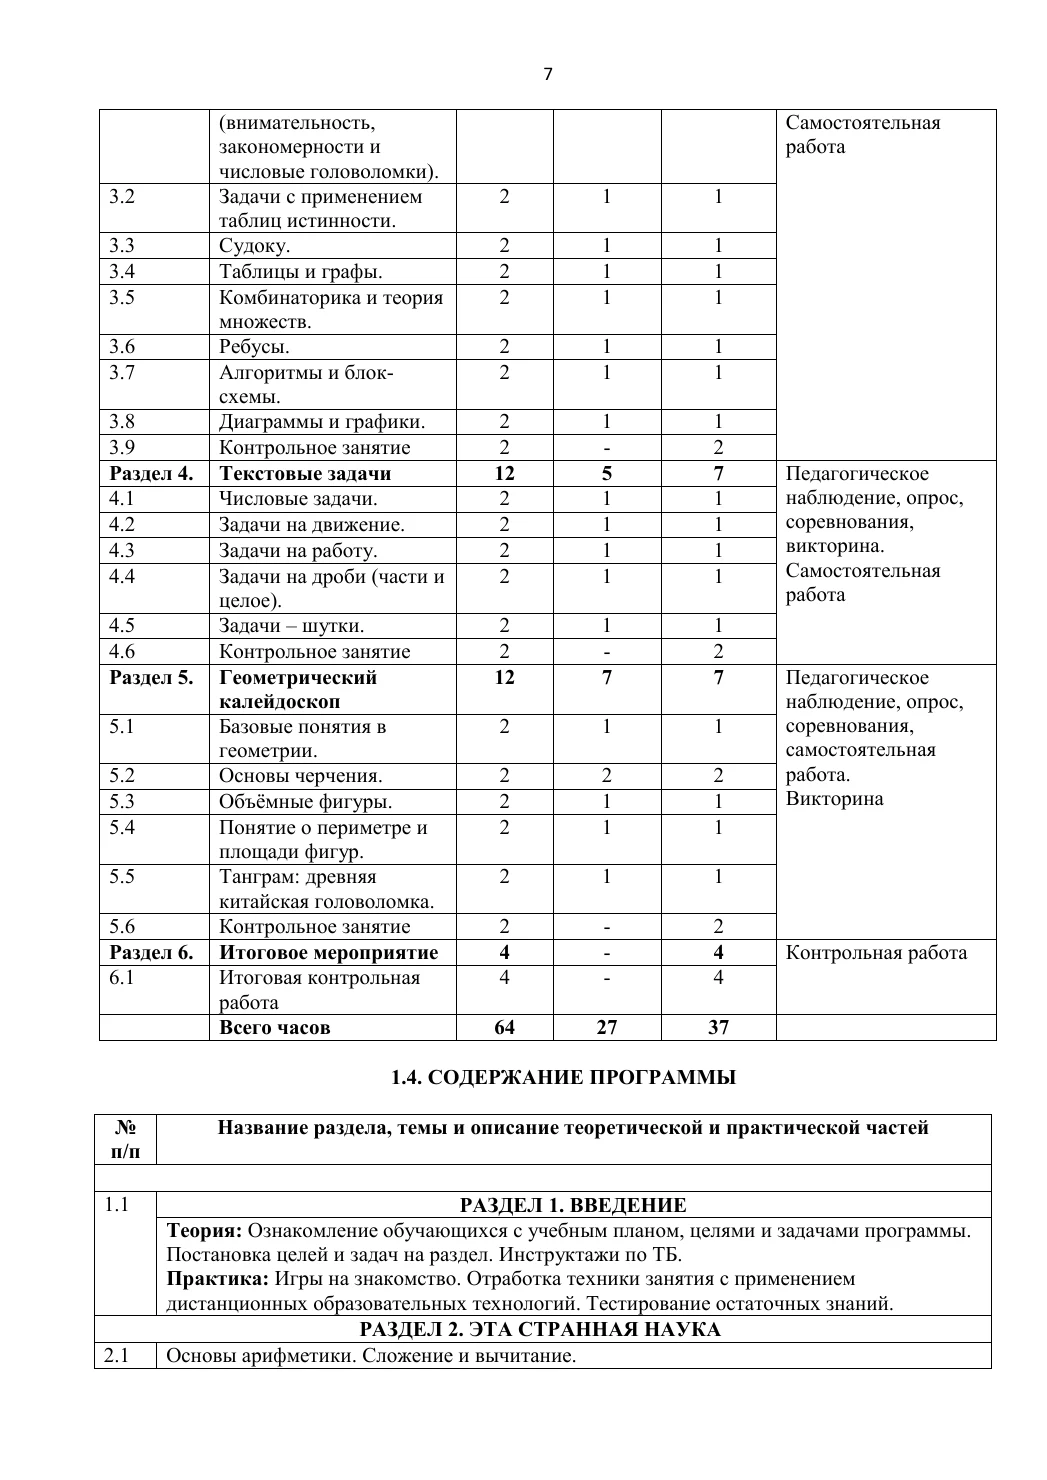 7
(внимательность,
закономерности и
числовые головоломки).
Самостоятельная
работа
3.2 Задачи с применением 2 1 1
таблиц истинности.
3.3 Судоку. 2 1 1
3.4 Таблицы и графы. 2 1 1
3.5 Комбинаторика и теория 2 1 1
множеств.
3.6 Ребусы. 2 1 1
3.7 Алгоритмы и блок- 2 1 1
схемы.
3.8 Диаграммы и графики. 2 1 1
3.9 Контрольное занятие 2 - 2
Раздел 4. Текстовые задачи 12 5 7
Педагогическое
наблюдение, опрос,
соревнования,
викторина.
Самостоятельная
работа
4.1 Числовые задачи. 2 1 1
4.2 Задачи на движение. 2 1 1
4.3 Задачи на работу. 2 1 1
4.4 Задачи на дроби (части и 2 1 1
целое).
4.5 Задачи – шутки. 2 1 1
4.6 Контрольное занятие 2 - 2
Раздел 5. Геометрический 12 7 7
калейдоскоп
Педагогическое
наблюдение, опрос,
соревнования,
самостоятельная
работа.
Викторина
5.1 Базовые понятия в 2 1 1
геометрии.
5.2 Основы черчения. 2 2 2
5.3 Объёмные фигуры. 2 1 1
5.4 Понятие о периметре и 2 1 1
площади фигур.
5.5 Танграм: древняя 2 1 1
китайская головоломка.
5.6 Контрольное занятие 2 - 2
Раздел 6. Итоговое мероприятие 4 - 4 Контрольная работа
6.1 Итоговая контрольная 4 - 4
работа
Всего часов 64 27 37
1.4. СОДЕРЖАНИЕ ПРОГРАММЫ
№ Название раздела, темы и описание теоретической и практической частей
п/п
1.1 РАЗДЕЛ 1. ВВЕДЕНИЕ
Теория: Ознакомление обучающихся с учебным планом, целями и задачами программы.
Постановка целей и задач на раздел. Инструктажи по ТБ.
Практика: Игры на знакомство. Отработка техники занятия с применением
дистанционных образовательных технологий. Тестирование остаточных знаний.
РАЗДЕЛ 2. ЭТА СТРАННАЯ НАУКА
2.1 Основы арифметики. Сложение и вычитание.